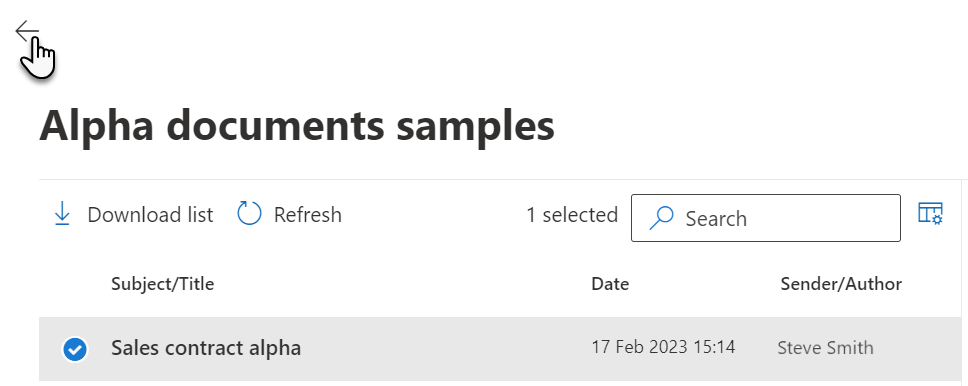 Alpha documents samples
Download list Refresh 1 selected Search
Subject/Title Date Sender/Author
Sales contract alpha 17 Feb 2023 15:14 Steve Smith